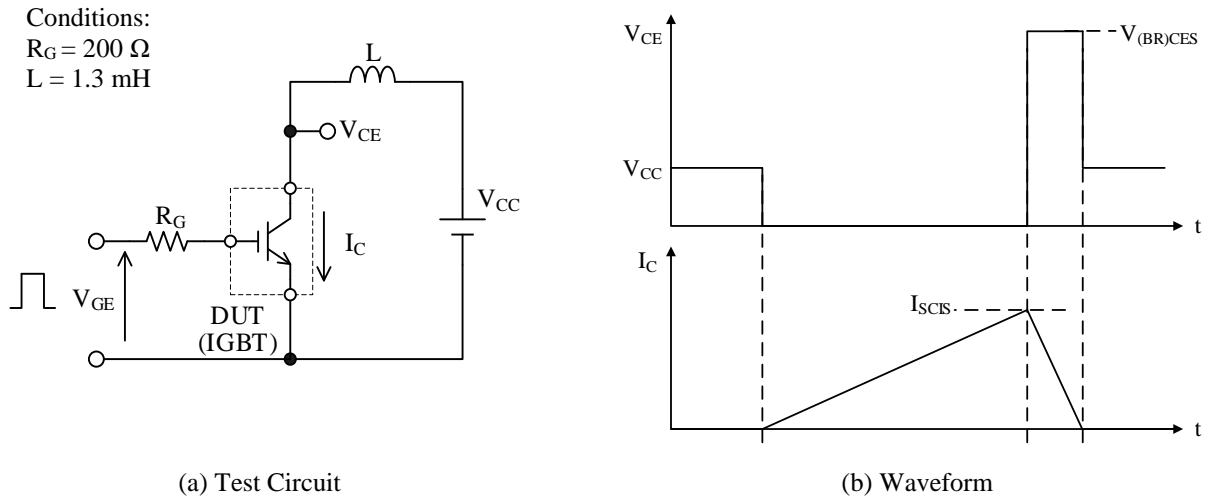 Conditions:
R_G = 200 Ω
L = 1.3 mH
L
V_CE
V_CC
R_G
I_C
V_GE
DUT
(IGBT)
(a) Test Circuit
V_CE
V_(BR)CES
V_CC
t
I_C
I_SCIS
t
(b) Waveform